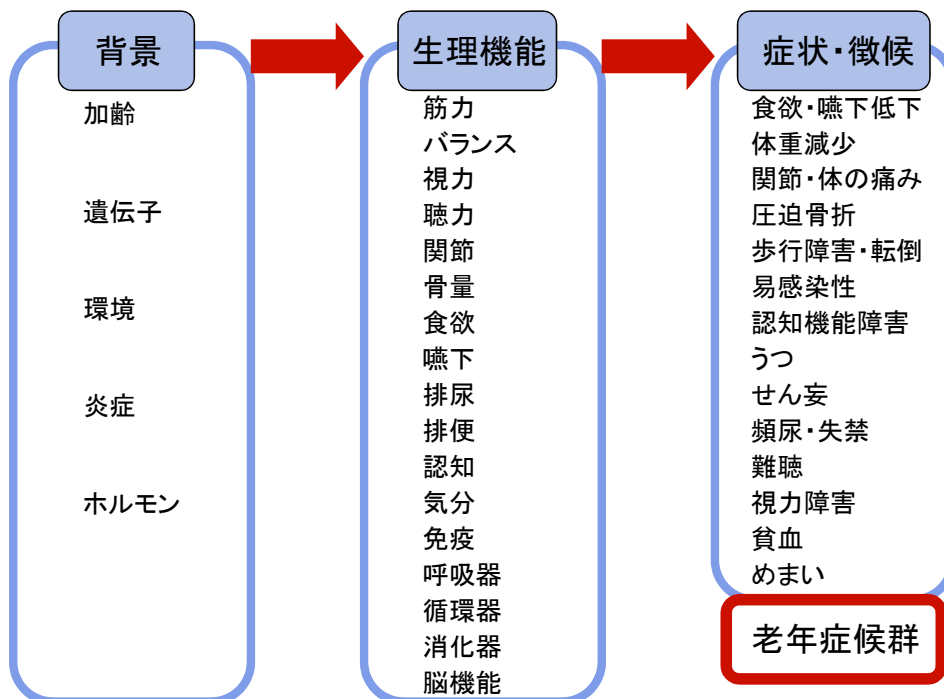 背景
加齢
遺伝子
環境
炎症
ホルモン
生理機能
筋力
バランス
視力
聴力
関節
骨量
食欲
嚥下
排尿
排便
認知
気分
免疫
呼吸器
循環器
消化器
脳機能
症状・徴候
食欲・嚥下低下
体重減少
関節・体の痛み
圧迫骨折
歩行障害・転倒
易感染性
認知機能障害
うつ
せん妄
頻尿・失禁
難聴
視力障害
貧血
めまい
老年症候群